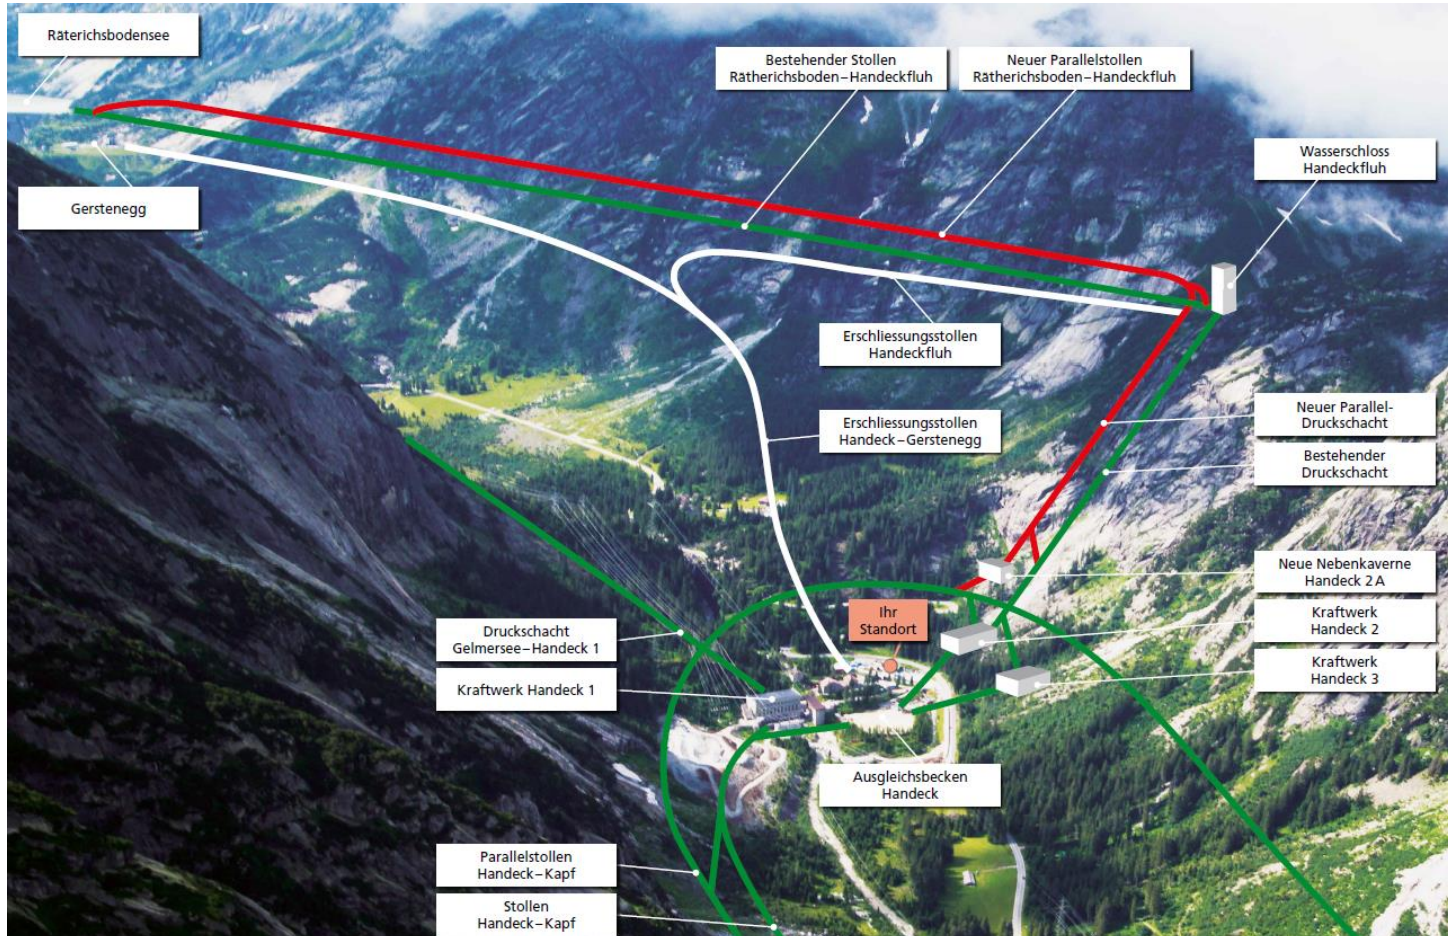 Räterichsbodensee
Bestehender Stollen
Rätherichsboden–Handeckfluh
Neuer Parallelstollen
Rätherichsboden–Handeckfluh
Wasserschloss
Handeckfluh
Gerstenegg
Erschliessungsstollen
Handeckfluh
Erschliessungsstollen
Handeck–Gerstenegg
Neuer Parallel-
Druckschacht
Bestehender
Druckschacht
Neue Nebenkaverne
Handeck 2A
Ihr
Standort
Kraftwerk
Handeck 2
Druckschacht
Gelmersee–Handeck 1
Kraftwerk Handeck 1
Kraftwerk
Handeck 3
Ausgleichsbecken
Handeck
Parallelstollen
Handeck–Kapf
Stollen
Handeck–Kapf